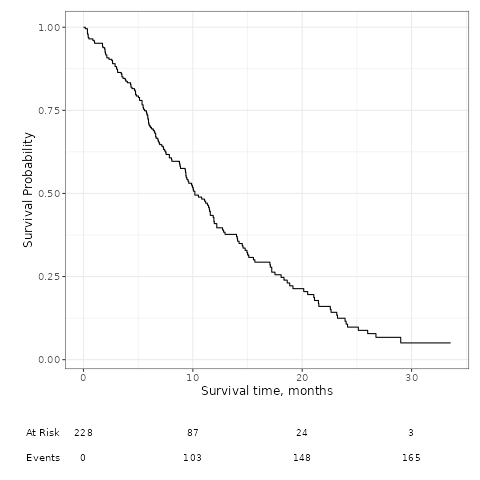 Survival Probability
1.00
0.75
0.50
0.25
0.00
0 10 20 30
Survival time, months
At Risk 228 87 24 3
Events 0 103 148 165